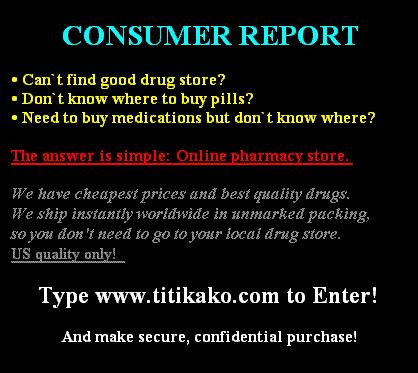 CONSUMER REPORT
• Can`t find good drug store?
• Don`t know where to buy pills?
• Need to buy medications but don`t know where?
The answer is simple: Online pharmacy store.
We have cheapest prices and best quality drugs.
We ship instantly worldwide in unmarked packing,
so you don't need to go to your local drug store.
US quality only!
Type www.titikako.com to Enter!
And make secure, confidential purchase!